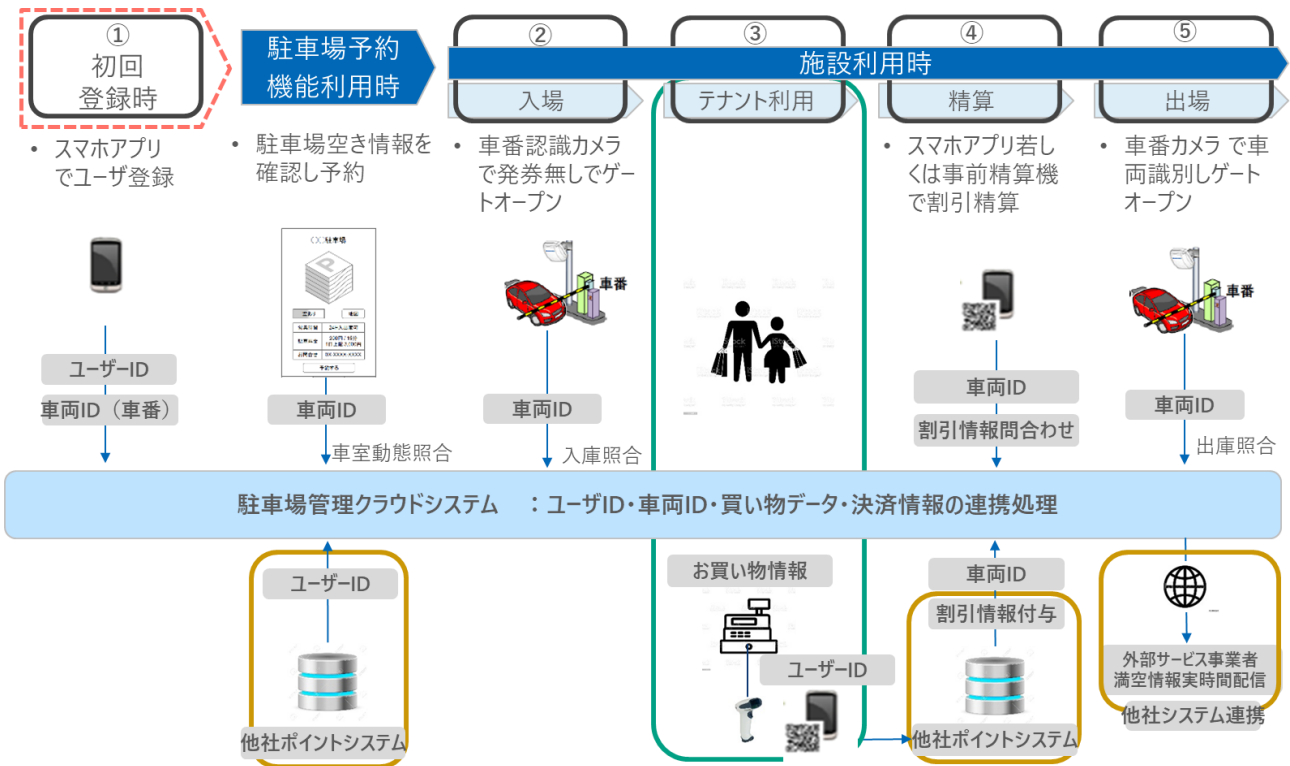 ①
初回
登録時
駐車場予約
機能利用時
②
③
④
⑤
施設利用時
入場
テナント利用
精算
出場
• スマホアプリ
でユーザ登録
• 駐車場空き情報を
確認し予約
• 車番認識カメラ
で発券無しでゲー
トオープン
• スマホアプリ若し
くは事前精算機
で割引精算
• 車番カメラ で車
両識別しゲート
オープン
〇〇駐車場
P
車番
車番
予約する
ユーザーID
車両ID（車番）
車両ID
車室動態照合
車両ID
入庫照合
車両ID
割引情報問合わせ
車両ID
出庫照合
駐車場管理クラウドシステム ：ユーザID・車両ID・買い物データ・決済情報の連携処理
ユーザーID
他社ポイントシステム
お買い物情報
ユーザーID
車両ID
割引情報付与
他社ポイントシステム
外部サービス事業者
満空情報実時間配信
他社システム連携